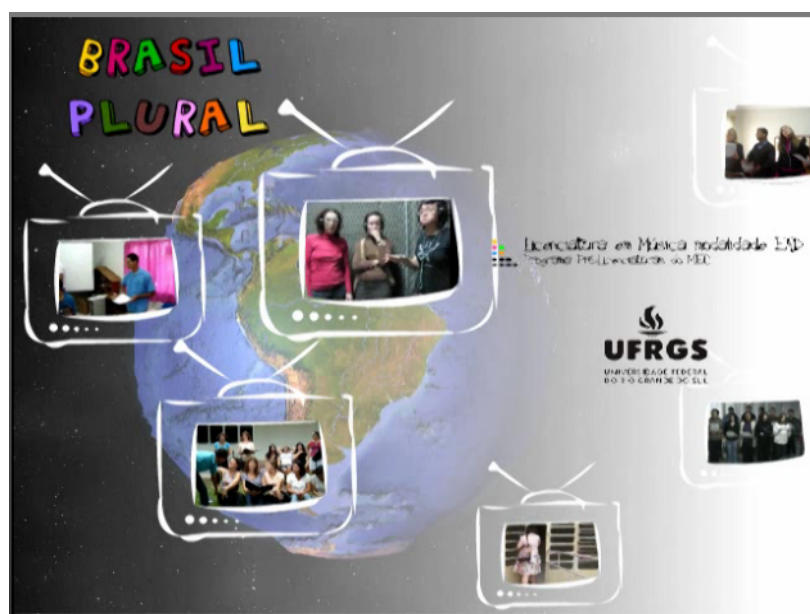 BRASIL
PLURAL
Licenciatura em Música modalidade EAD
Programa Pró-Licenciaturas do MEC
UFRGS
UNIVERSIDADE FEDERAL
DO RIO GRANDE DO SUL